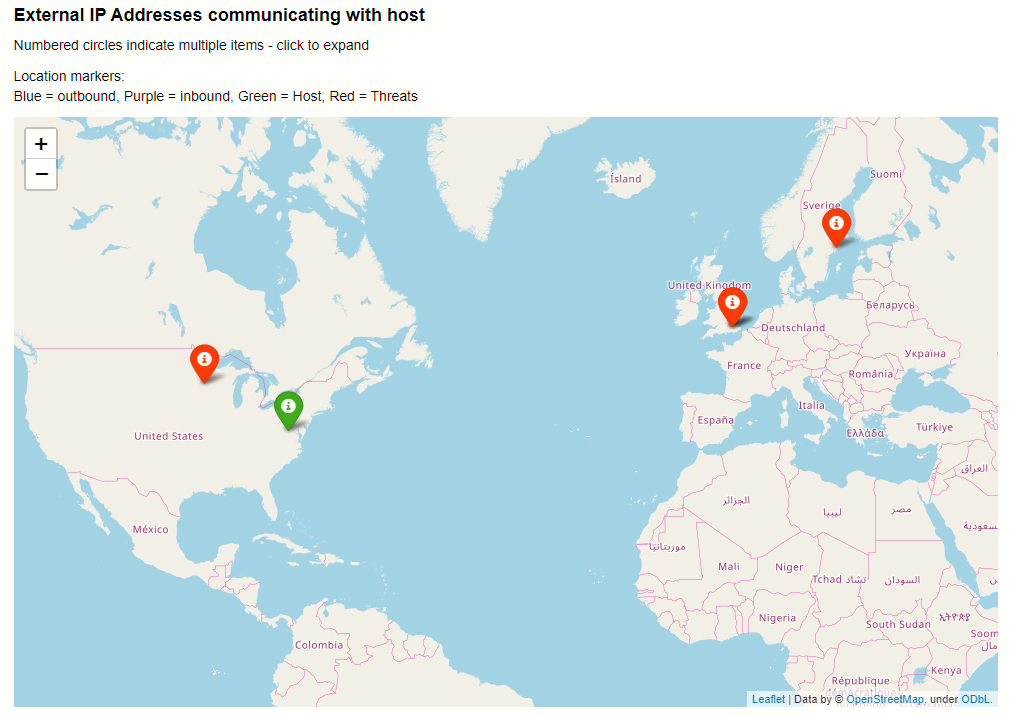 External IP Addresses communicating with host
Numbered circles indicate multiple items - click to expand
Location markers:
Blue = outbound, Purple = inbound, Green = Host, Red = Threats
+
−
Suomi
Ísland
Sverige
United Kingdom
Беларусь
Deutschland
Україна
France
România
Italia
España
Türkiye
Ελλάδα
United States
العراق
الجزائر
مصر
ليبيا
México
موريتانيا
Mali
Niger
Tchad تشاد
السودان
Nigeria
South Sudan
Colombia
Kenya
République
démocratique
Leaflet | Data by © OpenStreetMap, under ODbL.